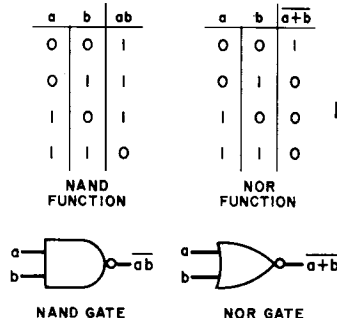 a b ab a b a+b
0 0 1 0 0 1
0 1 1 0 1 0
1 0 1 1 0 0
1 1 0 1 1 0
NAND FUNCTION
NOR FUNCTION
a
b
a̅b̅
a
b
a̅+̅b̅
NAND GATE
NOR GATE